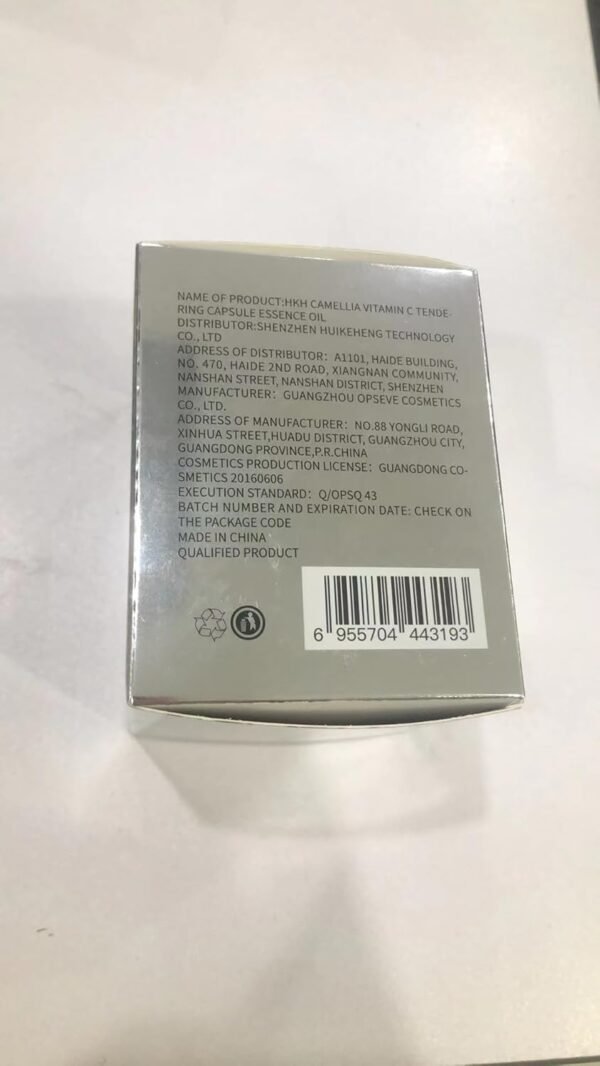 NAME OF PRODUCT:HKH CAMELLIA VITAMIN C TENDE-
RING CAPSULE ESSENCE OIL
DISTRIBUTOR:SHENZHEN HUIKEHENG TECHNOLOGY
CO., LTD
ADDRESS OF DISTRIBUTOR: A1101, HAIDE BUILDING,
NO. 470, HAIDE 2ND ROAD, XIANGNAN COMMUNITY,
NANSHAN STREET, NANSHAN DISTRICT, SHENZHEN
MANUFACTURER: GUANGZHOU OPSEVE COSMETICS
CO., LTD.
ADDRESS OF MANUFACTURER: NO.88 YONGLI ROAD,
XINHUA STREET,HUADU DISTRICT, GUANGZHOU CITY,
GUANGDONG PROVINCE,P.R.CHINA
COSMETICS PRODUCTION LICENSE: GUANGDONG CO-
SMETICS 20160606
EXECUTION STANDARD: Q/OPSQ 43
BATCH NUMBER AND EXPIRATION DATE: CHECK ON
THE PACKAGE CODE
MADE IN CHINA
QUALIFIED PRODUCT
6 955704 443193